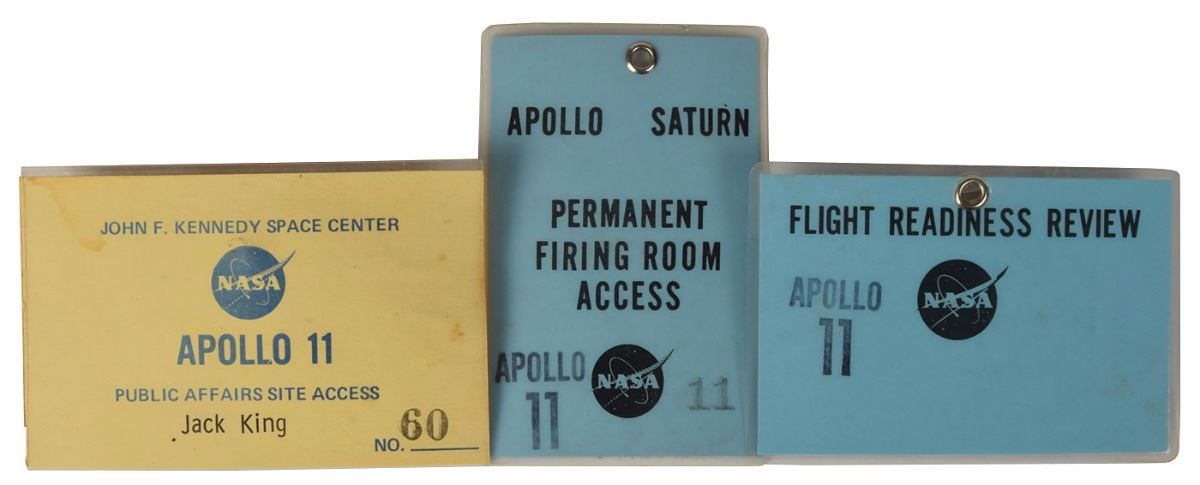 JOHN F. KENNEDY SPACE CENTER
NASA
APOLLO 11
PUBLIC AFFAIRS SITE ACCESS
Jack King
NO. 60
APOLLO SATURN
PERMANENT
FIRING ROOM
ACCESS
APOLLO
11
NASA
11
FLIGHT READINESS REVIEW
APOLLO
11
NASA